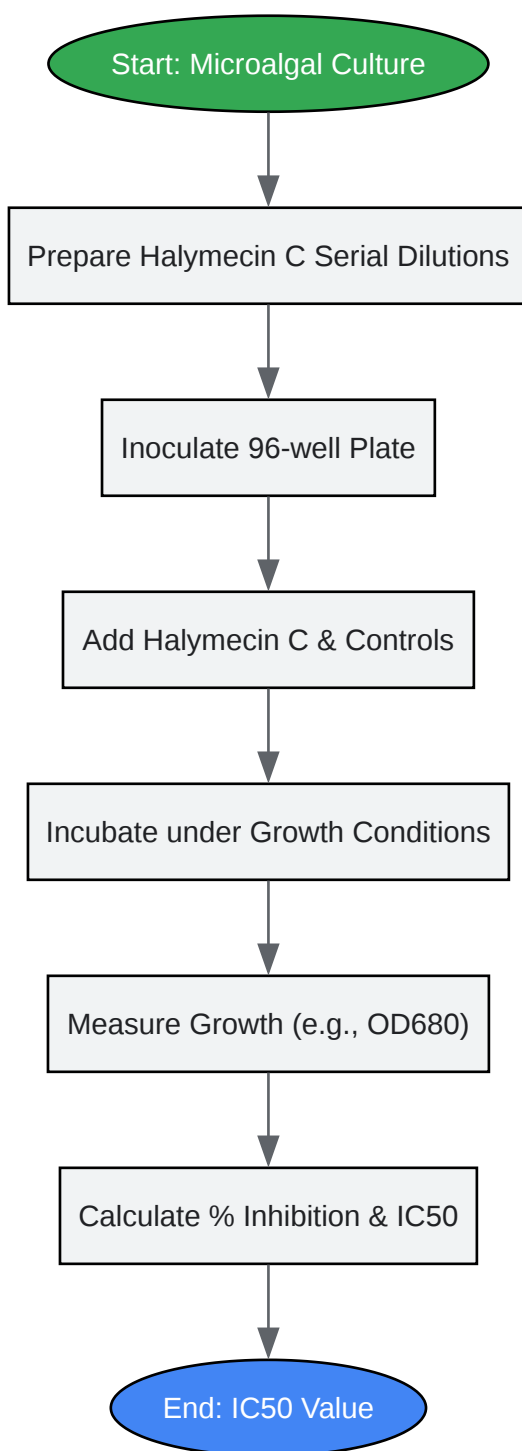 Start: Microalgal Culture
Prepare Halymecin C Serial Dilutions
Inoculate 96-well Plate
Add Halymecin C & Controls
Incubate under Growth Conditions
Measure Growth (e.g., OD680)
Calculate % Inhibition & IC50
End: IC50 Value